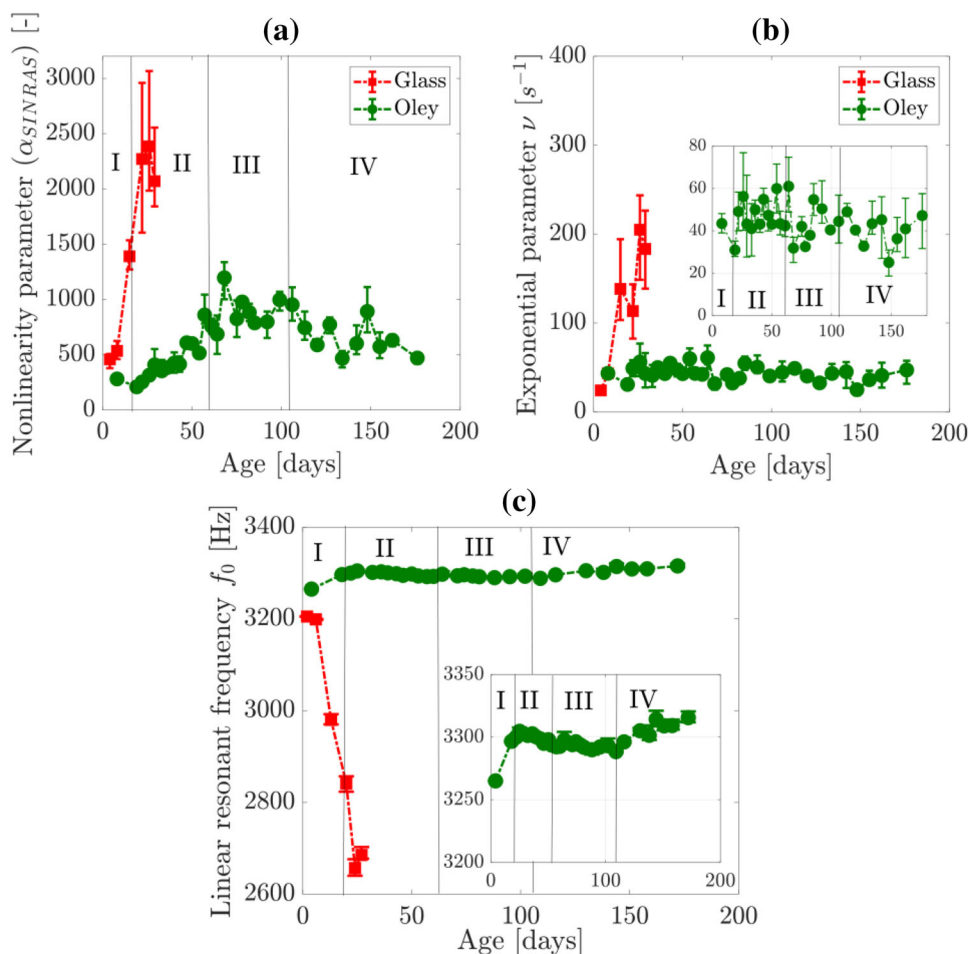 (a)
Nonlinearity parameter (α_SINRAS) [-]
3000
2500
2000
1500
1000
500
0
Glass
Oley
I
II
III
IV
0 50 100 150 200
Age [days]
(b)
Exponential parameter ν [s⁻¹]
400
300
200
100
0
Glass
Oley
80
60
40
20
0
I
II
III
IV
0 50 100 150
0 50 100 150 200
Age [days]
(c)
Linear resonant frequency f₀ [Hz]
3400
3200
3000
2800
2600
I
II
III
IV
3350
3300
3250
3200
I
II
III
IV
0 100 200
0 50 100 150 200
Age [days]